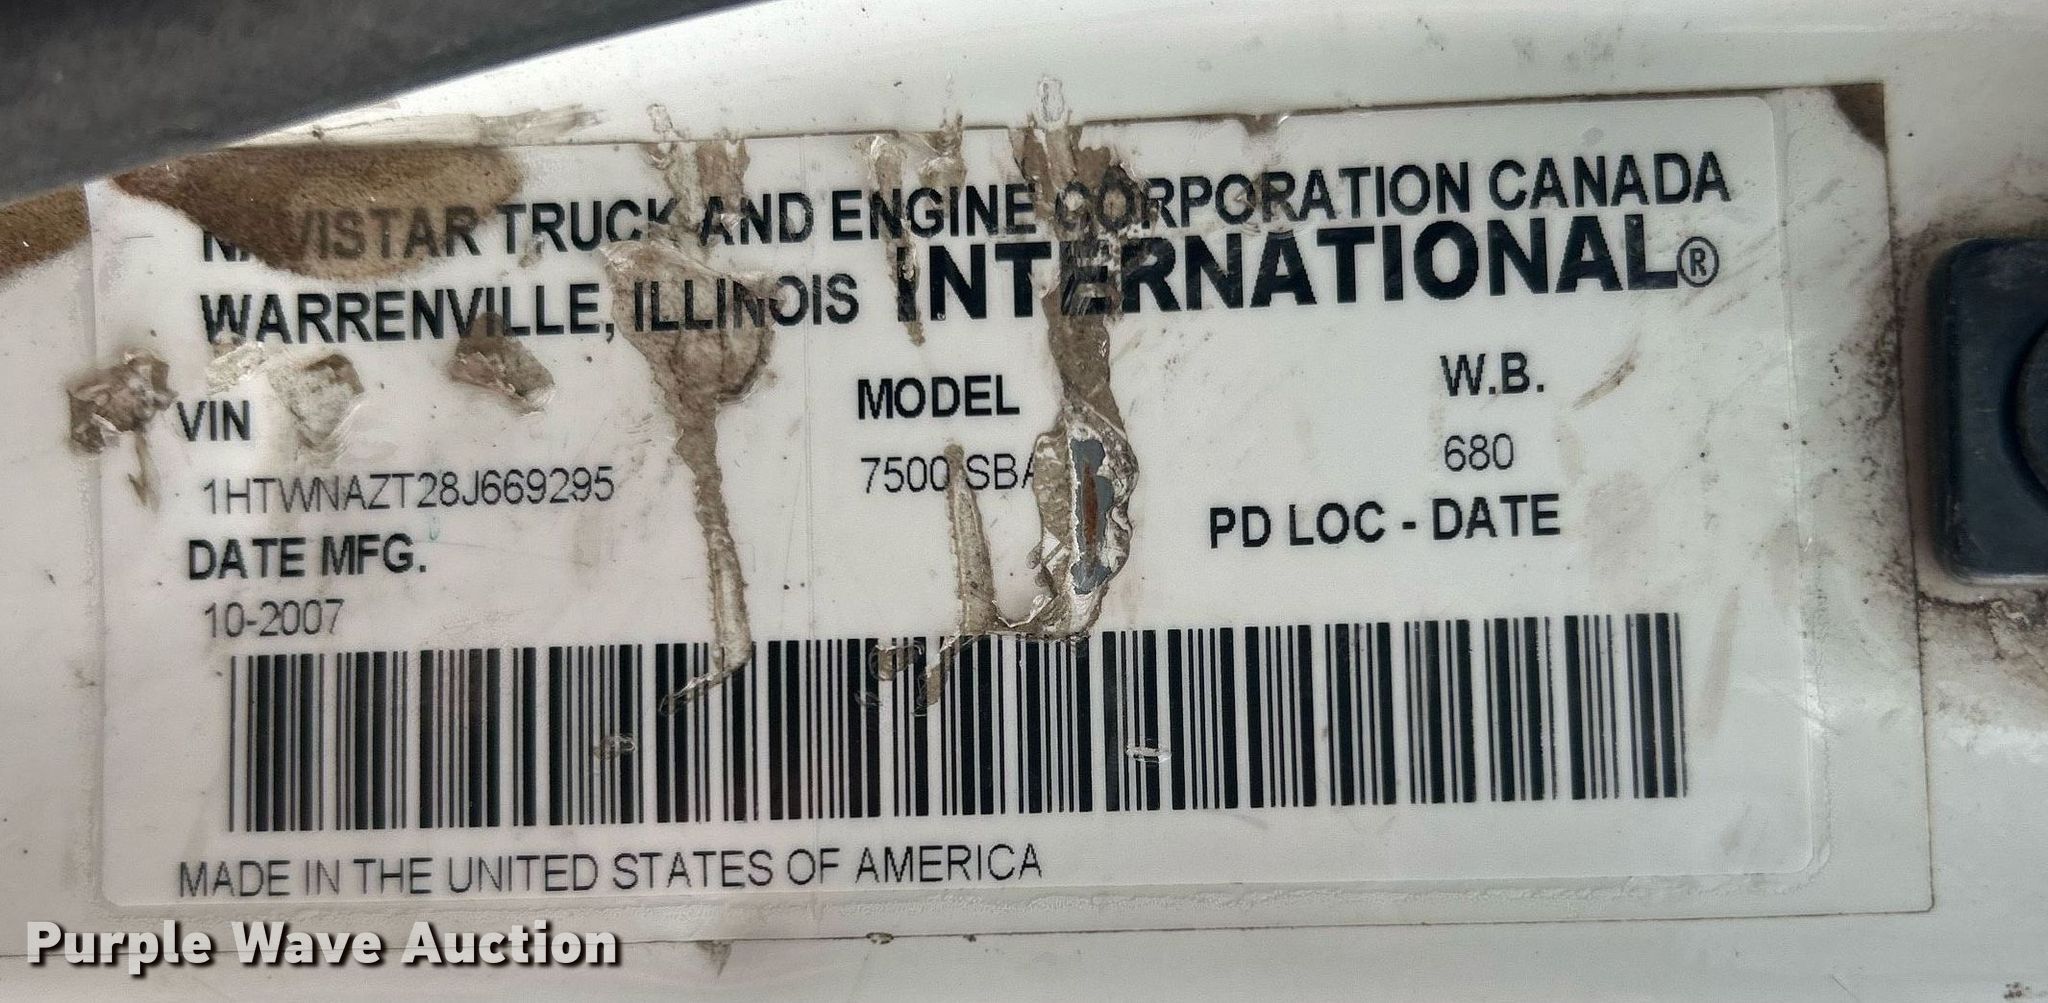 NAVISTAR TRUCK AND ENGINE CORPORATION CANADA
WARRENVILLE, ILLINOIS INTERNATIONAL®
VIN MODEL W.B.
1HTWNAZT28J669295 7500 SBA 680
DATE MFG. PD LOC - DATE
10-2007
MADE IN THE UNITED STATES OF AMERICA
Purple Wave Auction